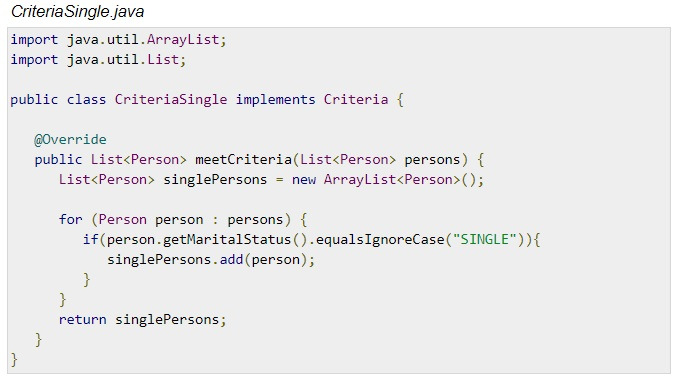 CriteriaSingle.java
import java.util.ArrayList;
import java.util.List;
public class CriteriaSingle implements Criteria {
@Override
public List<Person> meetCriteria(List<Person> persons) {
List<Person> singlePersons = new ArrayList<Person>();
for (Person person : persons) {
if(person.getMaritalStatus().equalsIgnoreCase("SINGLE")){
singlePersons.add(person);
}
}
return singlePersons;
}
}